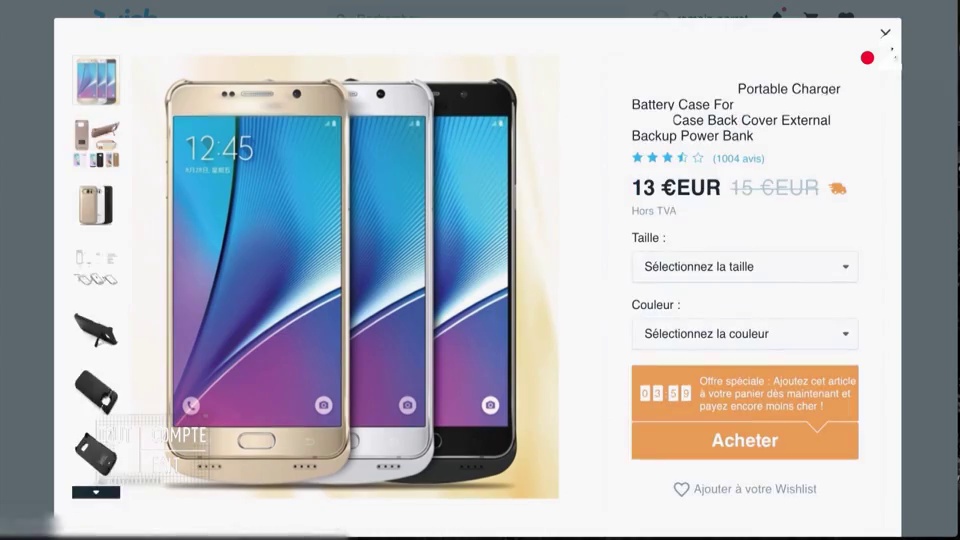 Portable Charger
Battery Case For
Case Back Cover External
Backup Power Bank
(1004 avis)
13 €EUR 15 €EUR
Hors TVA
Taille :
Sélectionnez la taille
Couleur :
Sélectionnez la couleur
03:59
Offre spéciale : Ajoutez cet article
à votre panier dès maintenant et
payez encore moins cher !
Acheter
Ajouter à votre Wishlist
12:45
COMPTE